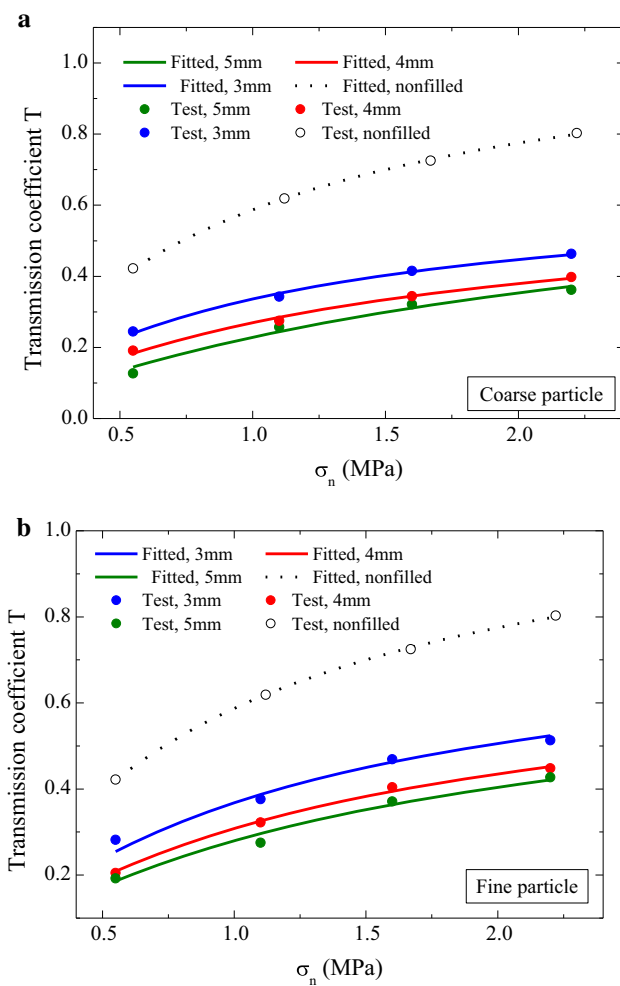 a
Fitted, 5mm Fitted, 4mm
Fitted, 3mm Fitted, nonfilled
Test, 5mm Test, 4mm
Test, 3mm Test, nonfilled
1.0
0.8
0.6
0.4
0.2
0.0
Transmission coefficient T
Coarse particle
0.5 1.0 1.5 2.0
σn (MPa)
b
Fitted, 3mm Fitted, 4mm
Fitted, 5mm Fitted, nonfilled
Test, 3mm Test, 4mm
Test, 5mm Test, nonfilled
1.0
0.8
0.6
0.4
0.2
Transmission coefficient T
Fine particle
0.5 1.0 1.5 2.0
σn (MPa)